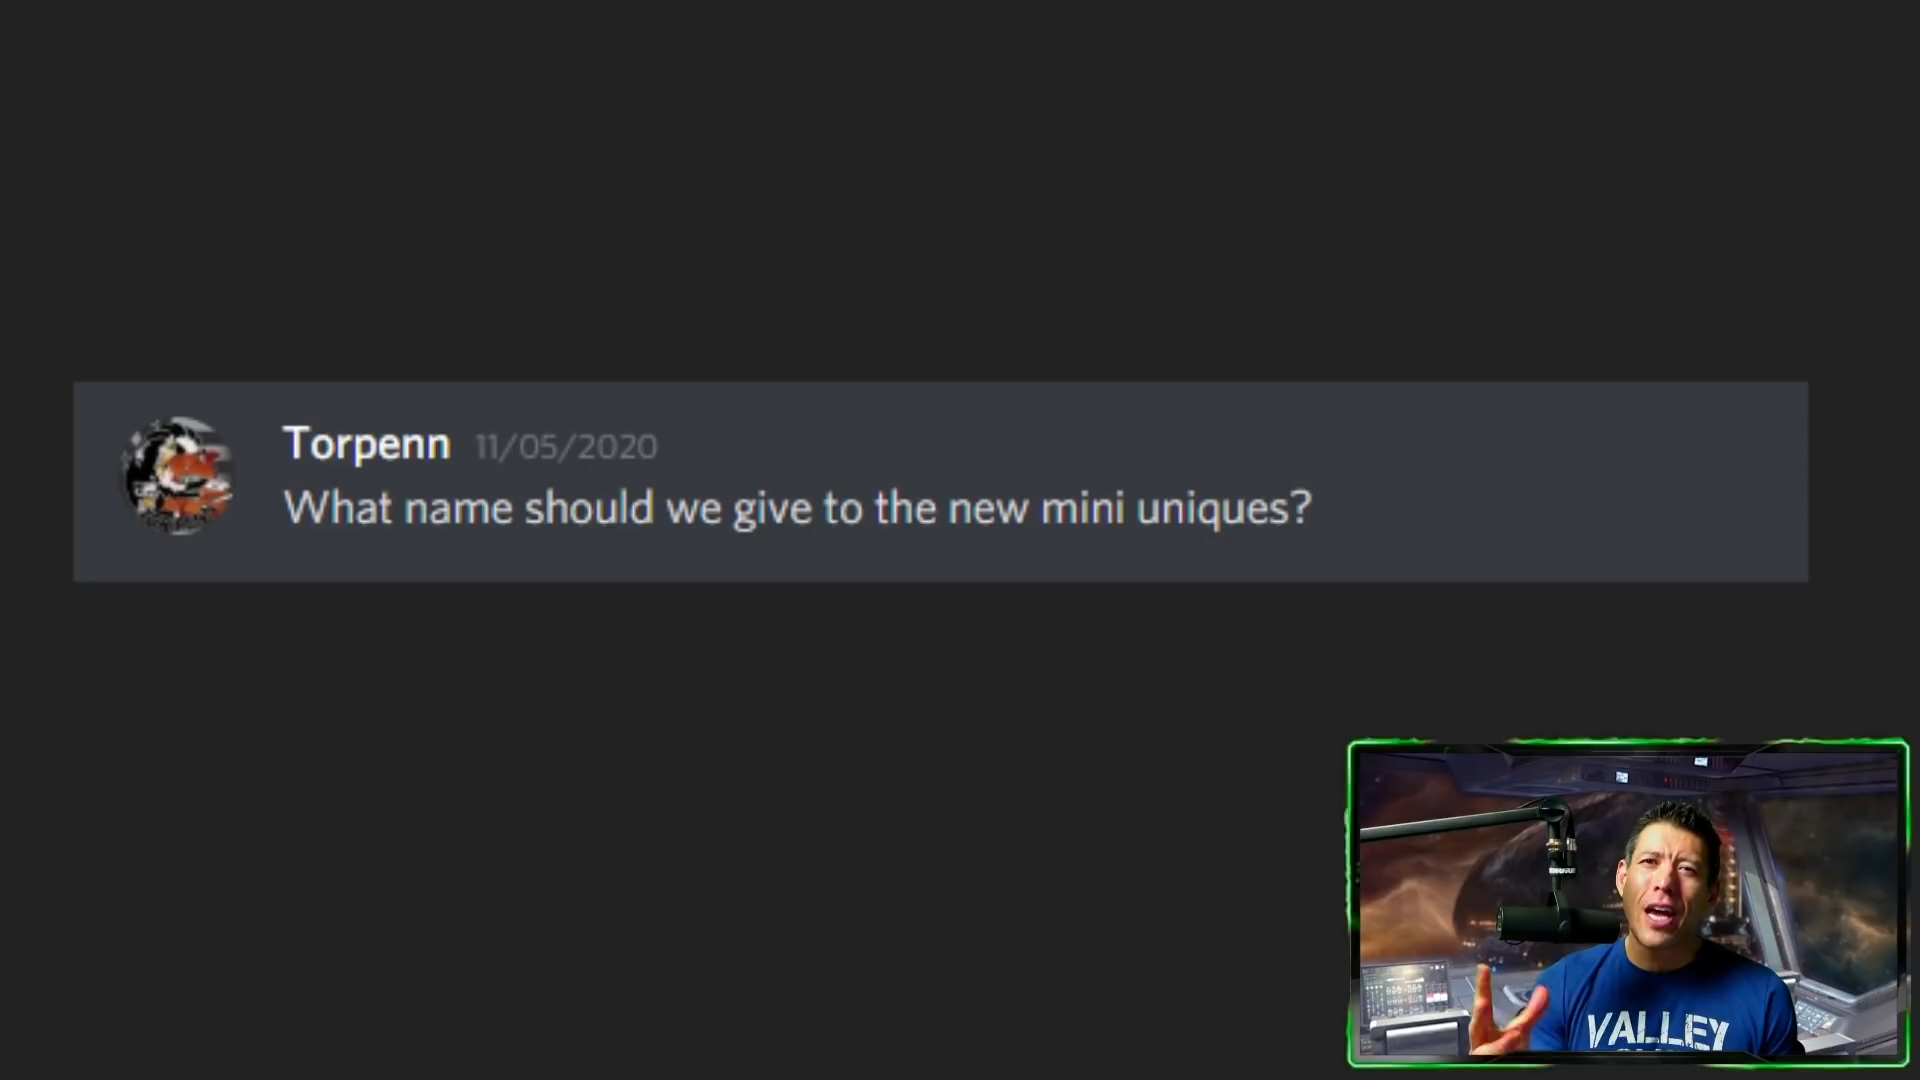 Torpenn 11/05/2020
What name should we give to the new mini uniques?
VALLEY